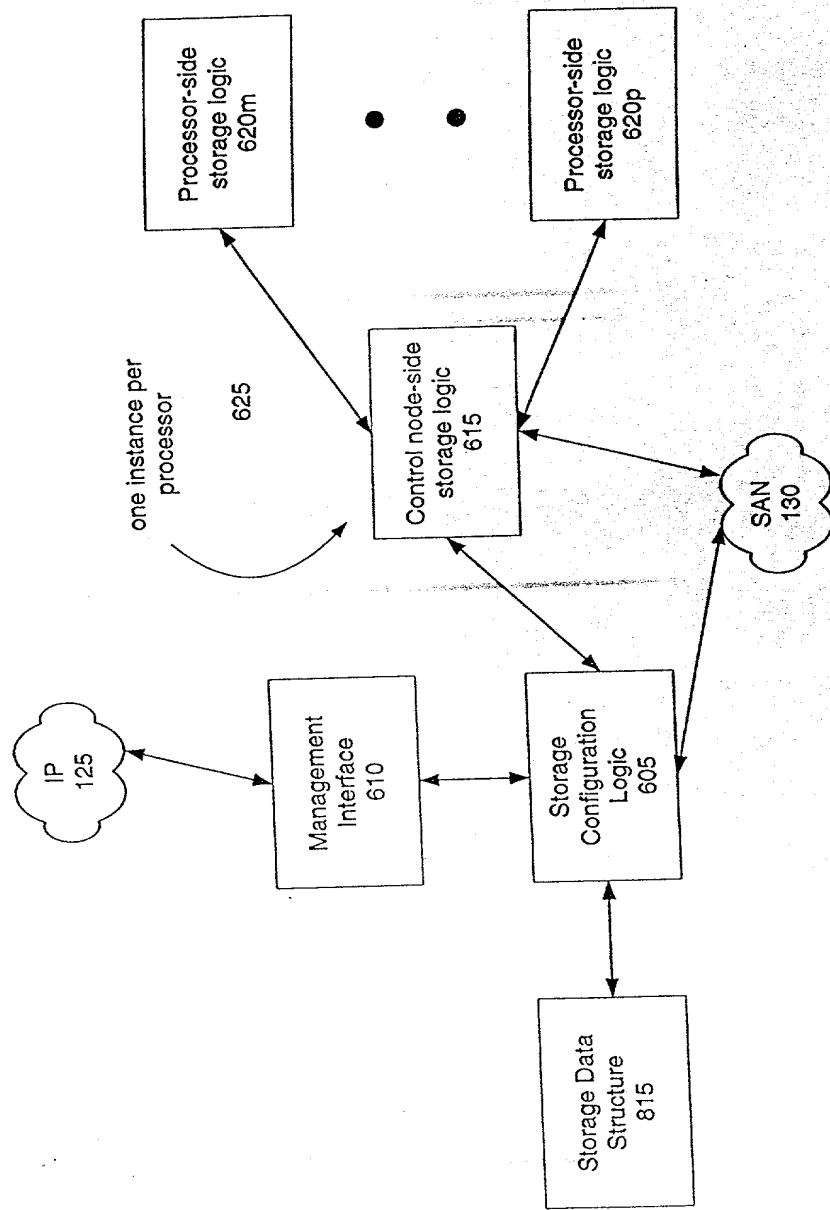 IP
125
Management
Interface
610
Storage Data
Structure
815
Storage
Configuration
Logic
605
one instance per
processor
625
Control node-side
storage logic
615
SAN
130
Processor-side
storage logic
620m
Processor-side
storage logic
620p